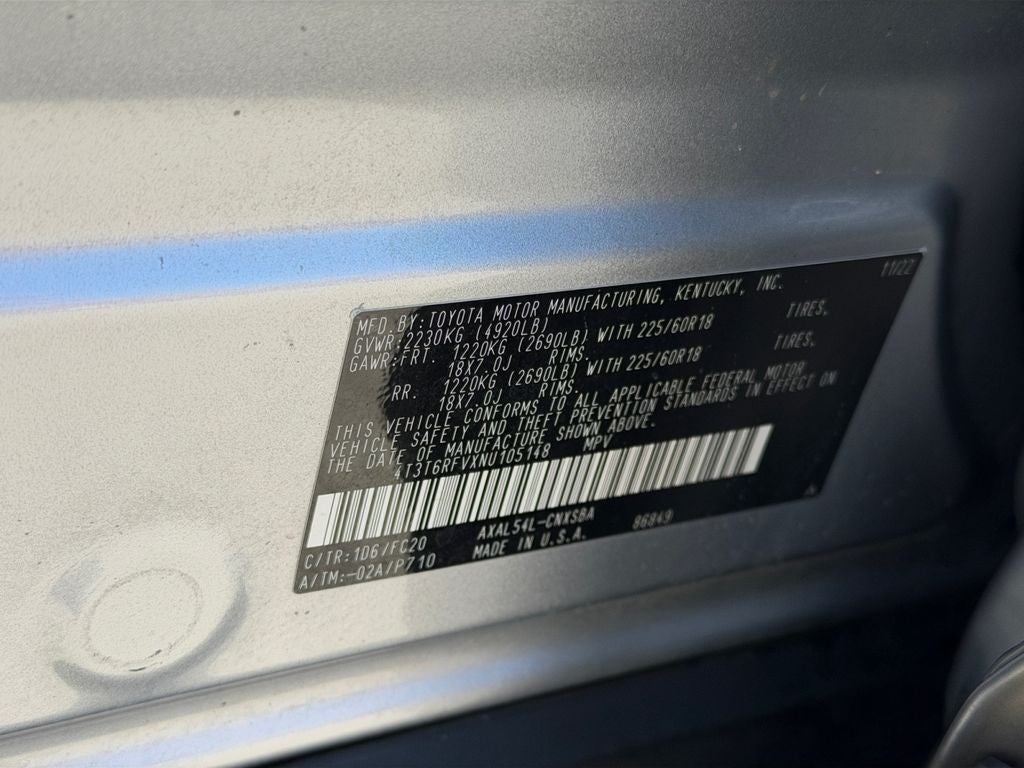 11/22
MFD.BY:TOYOTA MOTOR MANUFACTURING, KENTUCKY, INC.
GVWR:2230KG (4920LB)
GAWR:FRT. 1220KG (2690LB) WITH 225/60R18 TIRES.
18X7.0J RIMS.
RR. 1220KG (2690LB) WITH 225/60R18 TIRES.
18X7.0J RIMS.
THIS VEHICLE CONFORMS TO ALL APPLICABLE FEDERAL MOTOR
VEHICLE SAFETY AND THEFT PREVENTION STANDARDS IN EFFECT ON
THE DATE OF MANUFACTURE SHOWN ABOVE.
4T3T6RFVXNU105148 MPV
C/TR:1D6/FC20 AXAL54L-CNXSBA 86849
A/TM:-02A/P710 MADE IN U.S.A.